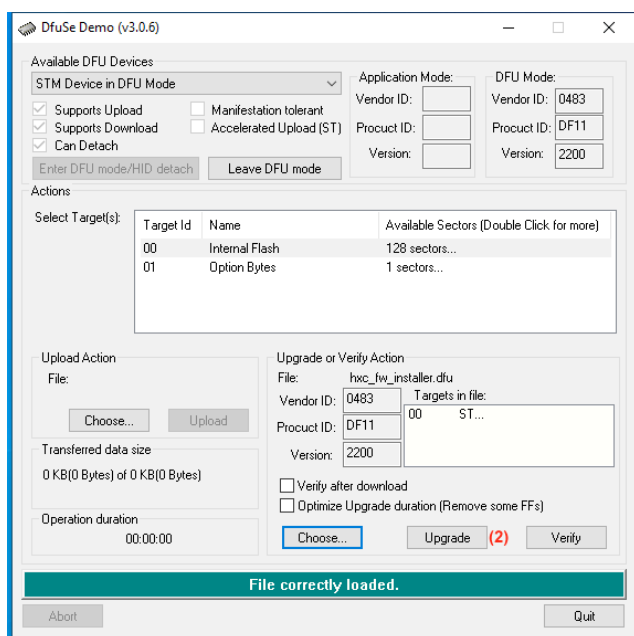 DfuSe Demo (v3.0.6)
Available DFU Devices
STM Device in DFU Mode
Supports Upload
Manifestation tolerant
Supports Download
Accelerated Upload (ST)
Can Detach
Enter DFU mode/HID detach
Leave DFU mode
Application Mode:
Vendor ID:
Procuct ID:
Version:
DFU Mode:
Vendor ID: 0483
Procuct ID: DF11
Version: 2200
Actions
Select Target(s):
Target Id Name Available Sectors (Double Click for more)
00 Internal Flash 128 sectors...
01 Option Bytes 1 sectors...
Upload Action
File:
Choose... Upload
Transferred data size
0 KB(0 Bytes) of 0 KB(0 Bytes)
Operation duration
00:00:00
Upgrade or Verify Action
File: hxc_fw_installer.dfu
Vendor ID: 0483
Procuct ID: DF11
Version: 2200
Targets in file:
00 ST...
Verify after download
Optimize Upgrade duration (Remove some FFs)
Choose... Upgrade (2) Verify
File correctly loaded.
Abort Quit